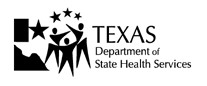 TEXAS
Department of
State Health Services